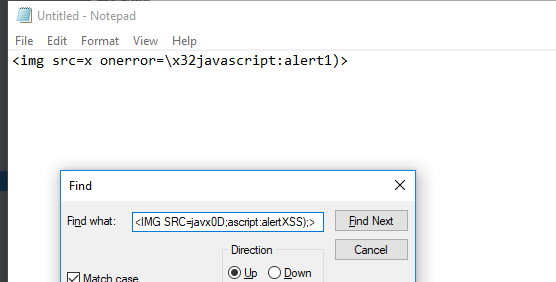 Untitled - Notepad
File Edit Format View Help
<img src=x onerror=\x32javascript:alert1)>
Find
Find what: <IMG SRC=javx0D;ascript:alertXSS);> Find Next
Cancel
Direction
Match case Up Down